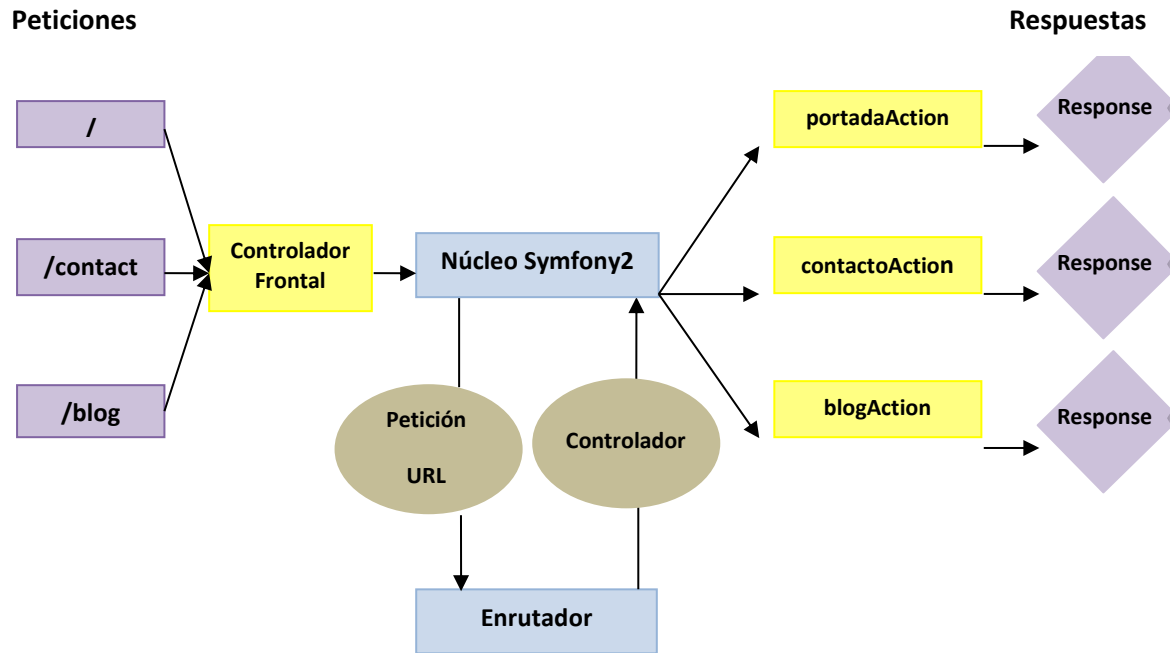 Peticiones
Respuestas
/
/contact
/blog
Controlador
Frontal
Núcleo Symfony2
Petición
URL
Controlador
Enrutador
portadaAction
contactoAction
blogAction
Response
Response
Response